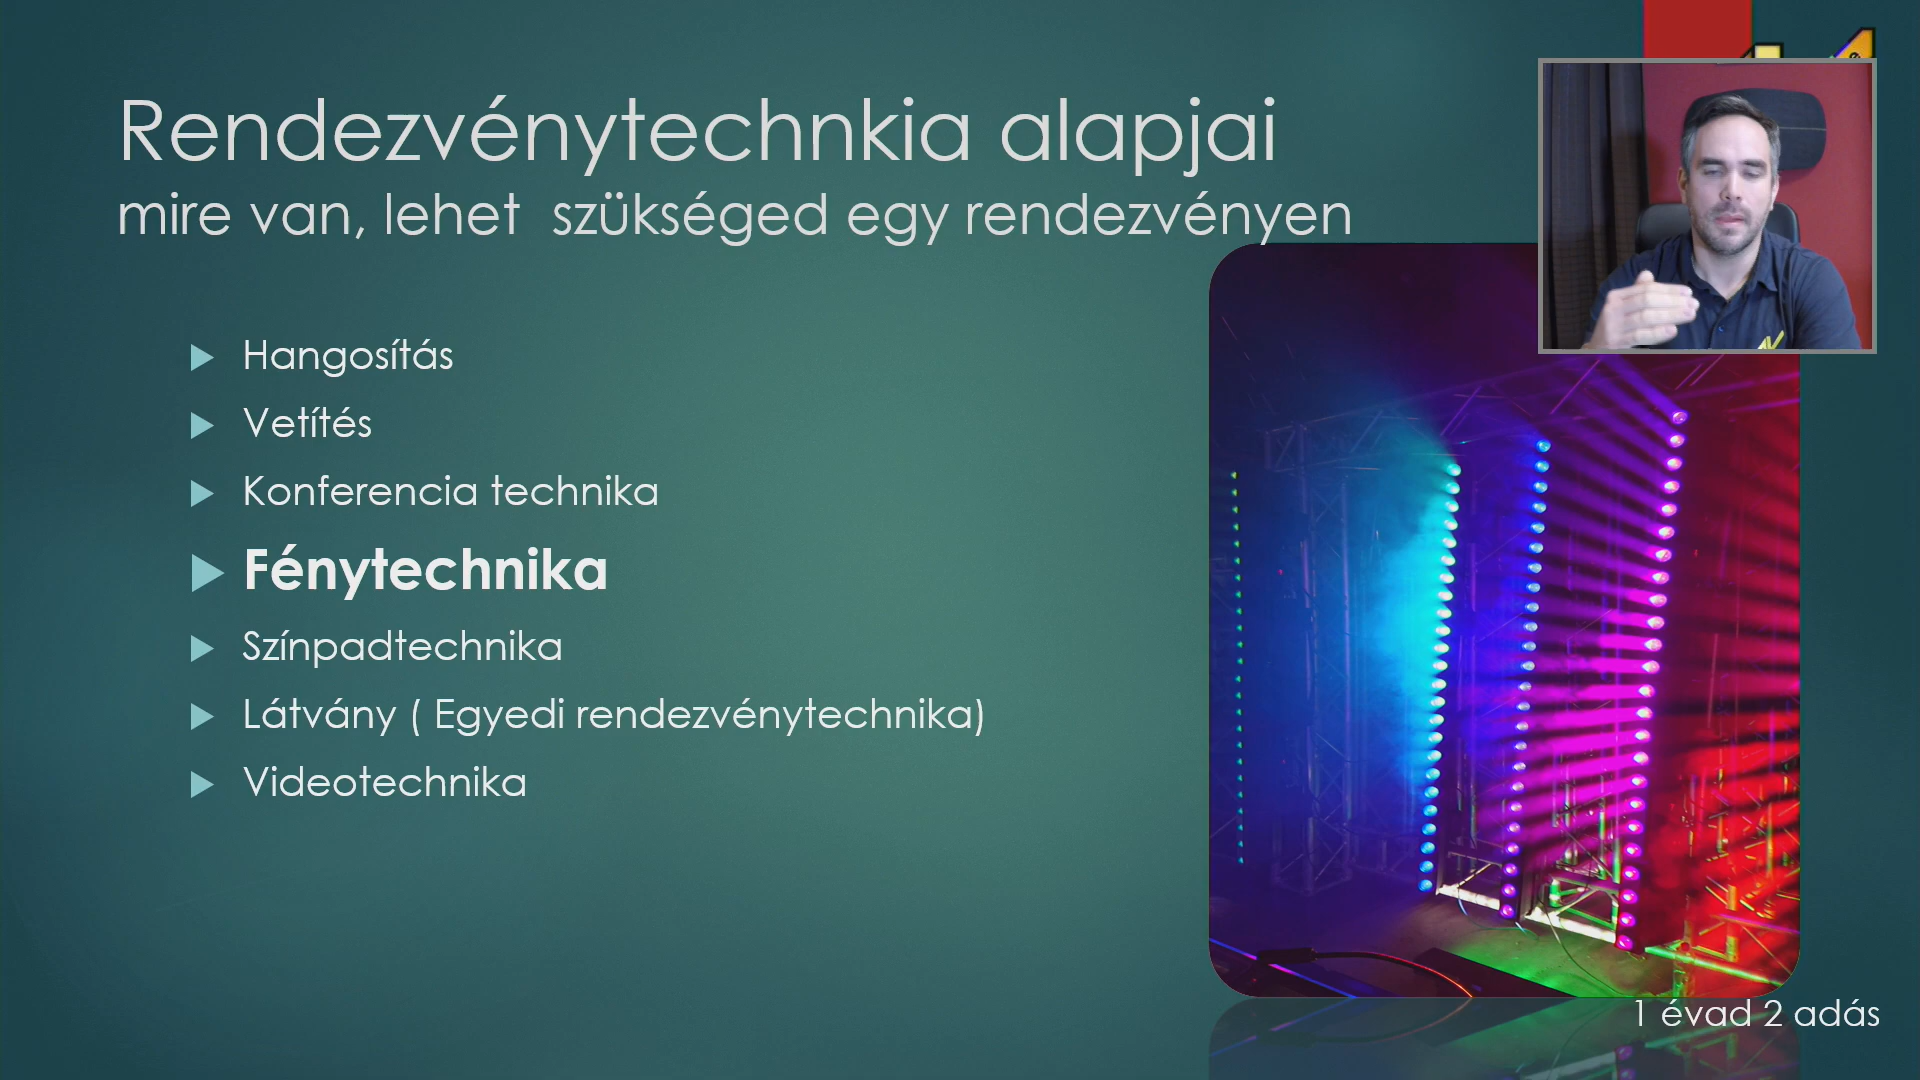 Rendezvénytechnkia alapjai
mire van, lehet szükséged egy rendezvényen
Hangosítás
Vetítés
Konferencia technika
Fénytechnika
Színpadtechnika
Látvány ( Egyedi rendezvénytechnika)
Videotechnika
1 évad 2 adás